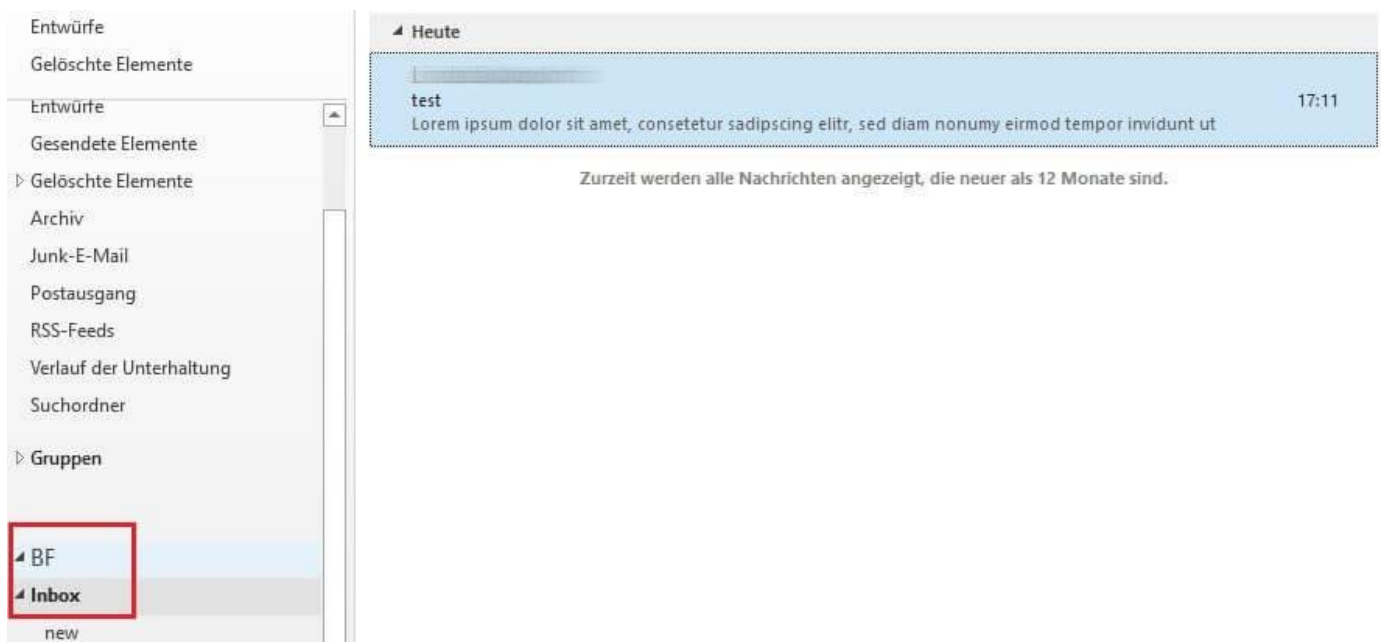 Entwürfe
Gelöschte Elemente
Entwürfe
Gesendete Elemente
Gelöschte Elemente
Archiv
Junk-E-Mail
Postausgang
RSS-Feeds
Verlauf der Unterhaltung
Suchordner
Gruppen
BF
Inbox
new
Heute
test 17:11
Lorem ipsum dolor sit amet, consetetur sadipscing elitr, sed diam nonumy eirmod tempor invidunt ut
Zurzeit werden alle Nachrichten angezeigt, die neuer als 12 Monate sind.